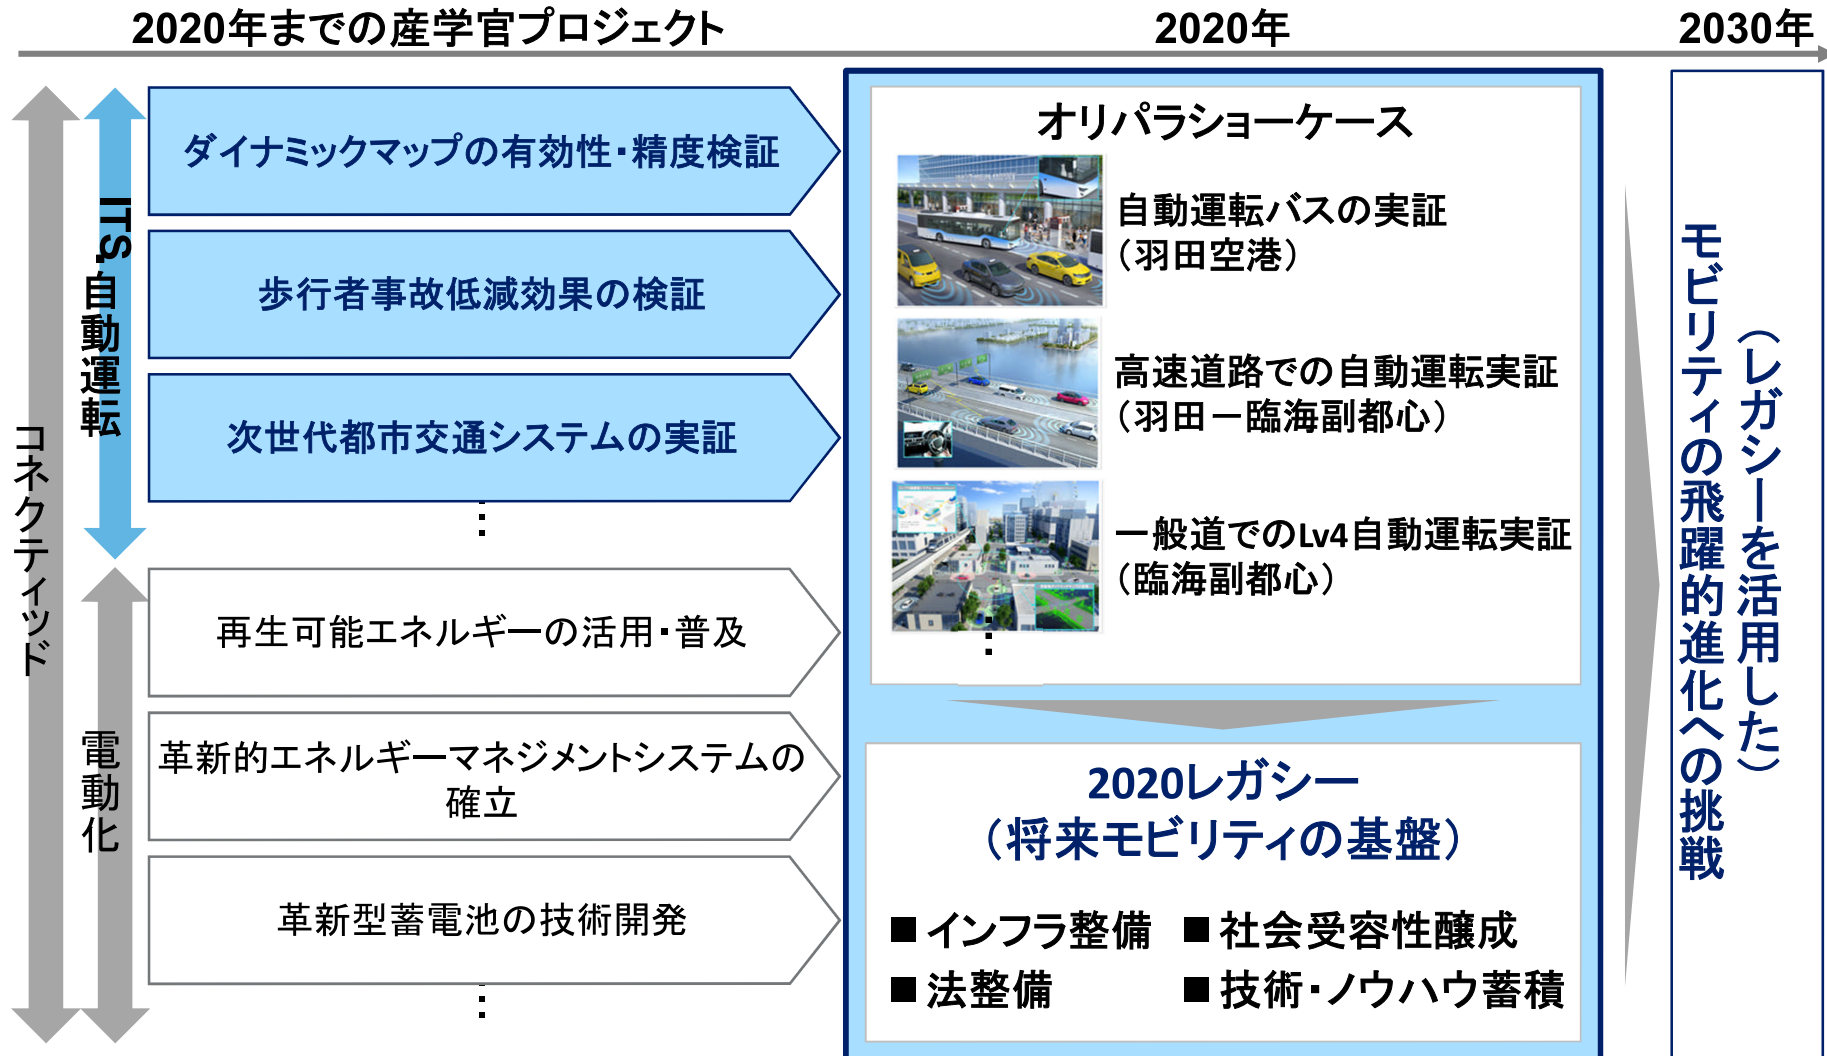 2020年までの産学官プロジェクト
2020年
2030年
コネクティッド
ITS・自動運転
ダイナミックマップの有効性・精度検証
歩行者事故低減効果の検証
次世代都市交通システムの実証
⋮
電動化
再生可能エネルギーの活用・普及
革新的エネルギーマネジメントシステムの
確立
革新型蓄電池の技術開発
⋮
オリパラショーケース
自動運転バスの実証
（羽田空港）
高速道路での自動運転実証
（羽田－臨海副都心）
一般道でのLv4自動運転実証
（臨海副都心）
⋮
2020レガシー
（将来モビリティの基盤）
■ インフラ整備
■ 社会受容性醸成
■ 法整備
■ 技術・ノウハウ蓄積
（レガシーを活用した）
モビリティの飛躍的進化への挑戦